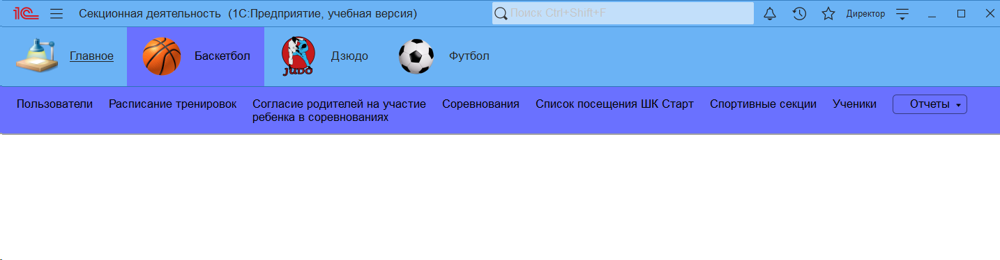 1С Секционная деятельность (1С:Предприятие, учебная версия) Поиск Ctrl+Shift+F Директор
Главное Баскетбол JUDO Дзюдо Футбол
Пользователи Расписание тренировок Согласие родителей на участие Соревнования Список посещения ШК Старт Спортивные секции Ученики Отчеты
ребенка в соревнованиях